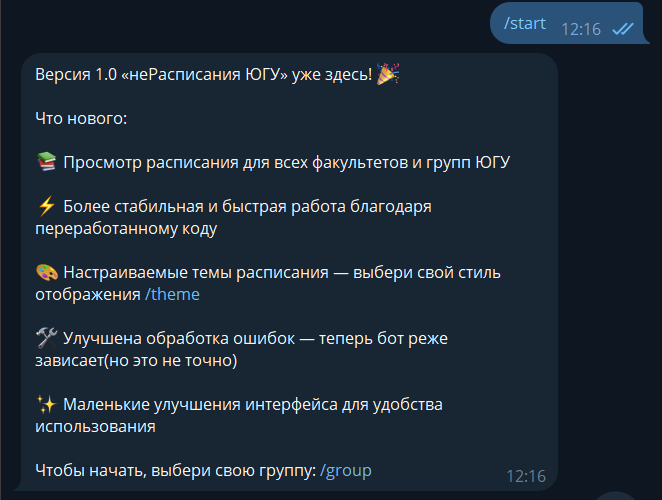 /start
12:16
Версия 1.0 «неРасписания ЮГУ» уже здесь! 🎉
Что нового:
📚 Просмотр расписания для всех факультетов и групп ЮГУ
⚡ Более стабильная и быстрая работа благодаря
переработанному коду
🎨 Настраиваемые темы расписания — выбери свой стиль
отображения /theme
🛠 Улучшена обработка ошибок — теперь бот реже
зависает(но это не точно)
✨ Маленькие улучшения интерфейса для удобства
использования
Чтобы начать, выбери свою группу: /group
12:16